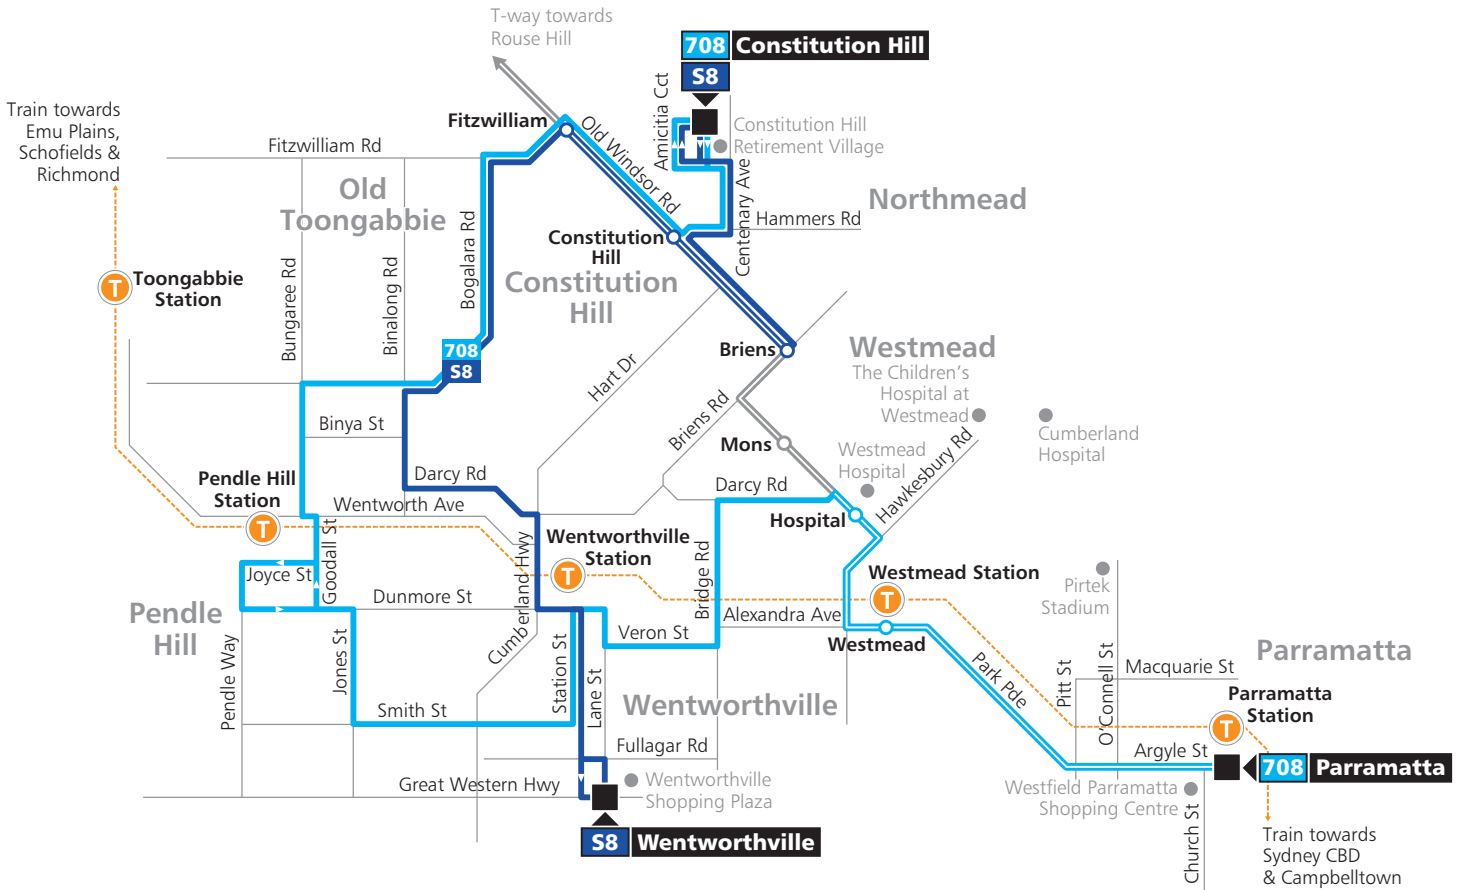 T-way towards
Rouse Hill
708 Constitution Hill
S8
Train towards
Emu Plains,
Schofields &
Richmond
Fitzwilliam
Old Windsor Rd
Amicitia Cct
Constitution Hill
Retirement Village
Fitzwilliam Rd
Old
Toongabbie
Northmead
Hammers Rd
Centenary Ave
Bogalara Rd
Constitution
Hill
Constitution
Hill
Toongabbie
Station
T
Bungaree Rd
Binalong Rd
708
S8
Briens
Westmead
The Children's
Hospital at
Westmead
Cumberland
Hospital
Hart Dr
Briens Rd
Binya St
Mons
Westmead
Hospital
Hawkesbury Rd
Pendle Hill
Station
T
Darcy Rd
Darcy Rd
Wentworth Ave
Hospital
Goodall St
Joyce St
Cumberland Hwy
Wentworthville
Station
T
Bridge Rd
Westmead Station
T
Pirtek
Stadium
Dunmore St
Pendle
Hill
Alexandra Ave
Veron St
Westmead
Park Pde
Pitt St
O'Connell St
Macquarie St
Parramatta
Parramatta
Station
T
Pendle Way
Jones St
Smith St
Station St
Lane St
Wentworthville
Fullagar Rd
Great Western Hwy
Wentworthville
Shopping Plaza
Argyle St
708 Parramatta
Westfield Parramatta
Shopping Centre
Church St
S8 Wentworthville
Train towards
Sydney CBD
& Campbelltown